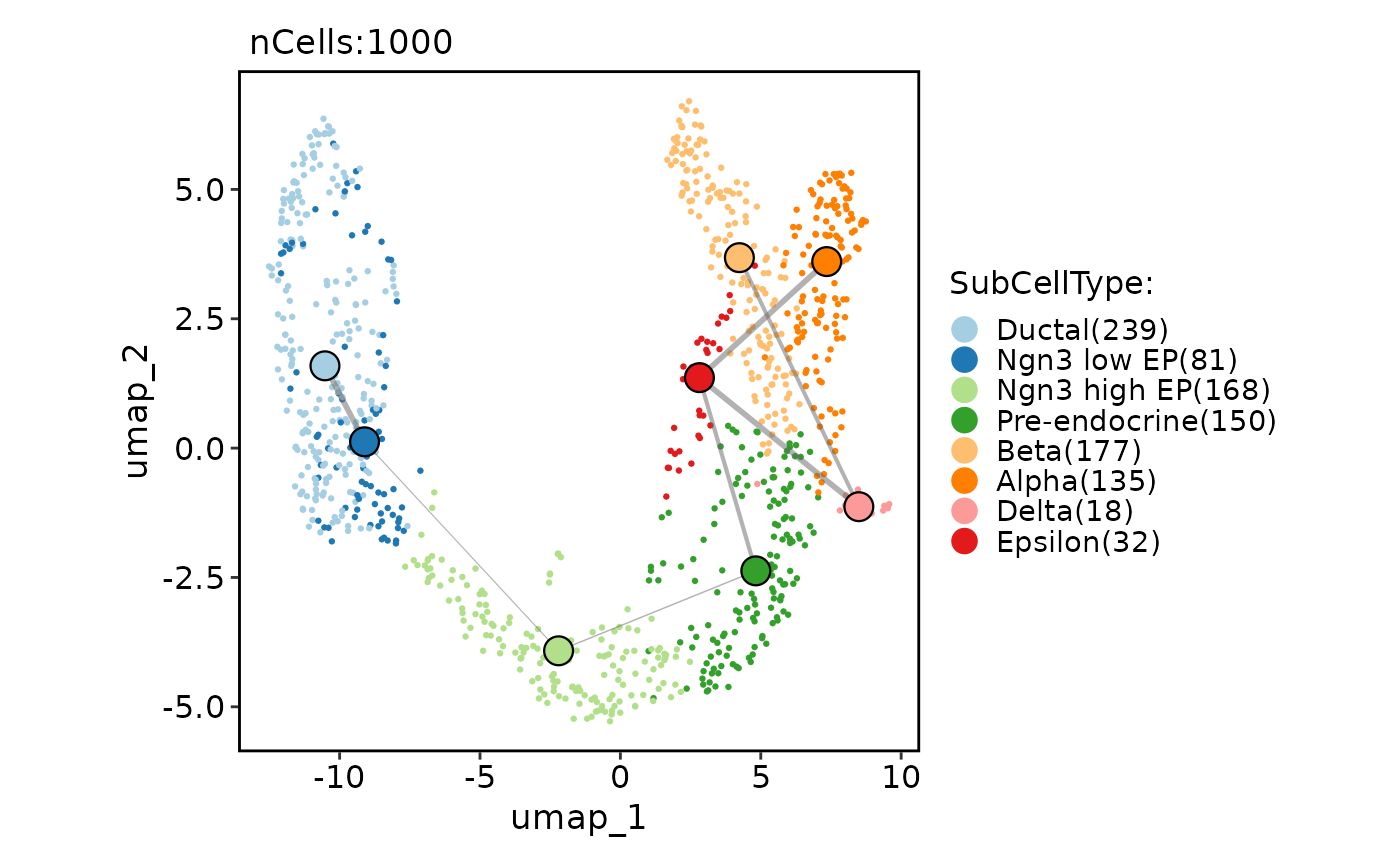 nCells:1000
5.0
2.5
0.0
-2.5
-5.0
umap_2
-10
-5
0
5
10
umap_1
SubCellType:
Ductal(239)
Ngn3 low EP(81)
Ngn3 high EP(168)
Pre-endocrine(150)
Beta(177)
Alpha(135)
Delta(18)
Epsilon(32)